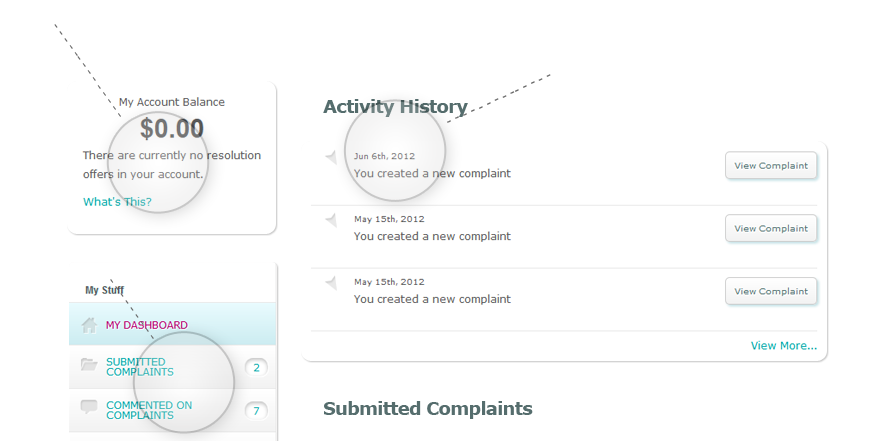 My Account Balance
$0.00
There are currently no resolution
offers in your account.
What's This?
My Stuff
MY DASHBOARD
SUBMITTED
COMPLAINTS
2
COMMENTED ON
COMPLAINTS
7
Activity History
Jun 6th, 2012
You created a new complaint
View Complaint
May 15th, 2012
You created a new complaint
View Complaint
May 15th, 2012
You created a new complaint
View Complaint
View More...
Submitted Complaints